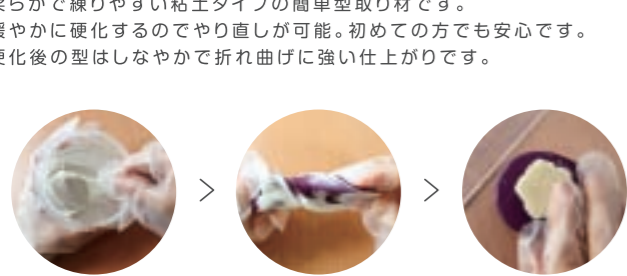 柔らかで練りやすい粘土タイプの簡単型取り材です。
緩やかに硬化するのでやり直しが可能。初めての方でも安心です。
硬化後の型はしなやかで折れ曲げに強い仕上がりです。